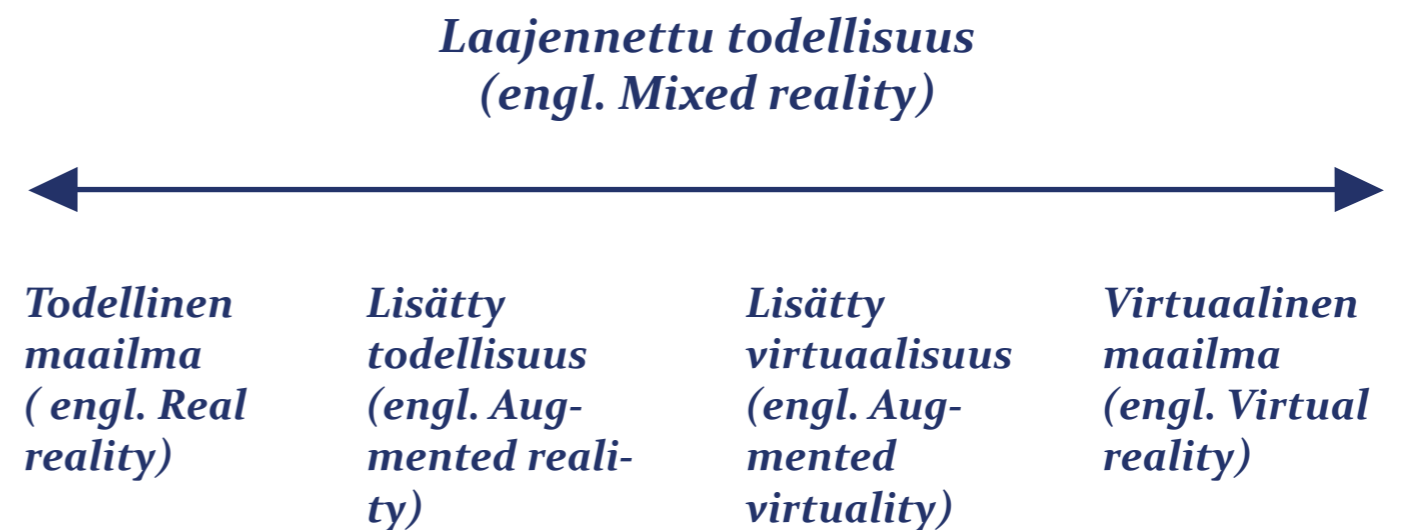 Laajennettu todellisuus
(engl. Mixed reality)
Todellinen
maailma
( engl. Real
reality)
Lisätty
todellisuus
(engl. Aug-
mented reali-
ty)
Lisätty
virtuaalisuus
(engl. Aug-
mented
virtuality)
Virtuaalinen
maailma
(engl. Virtual
reality)